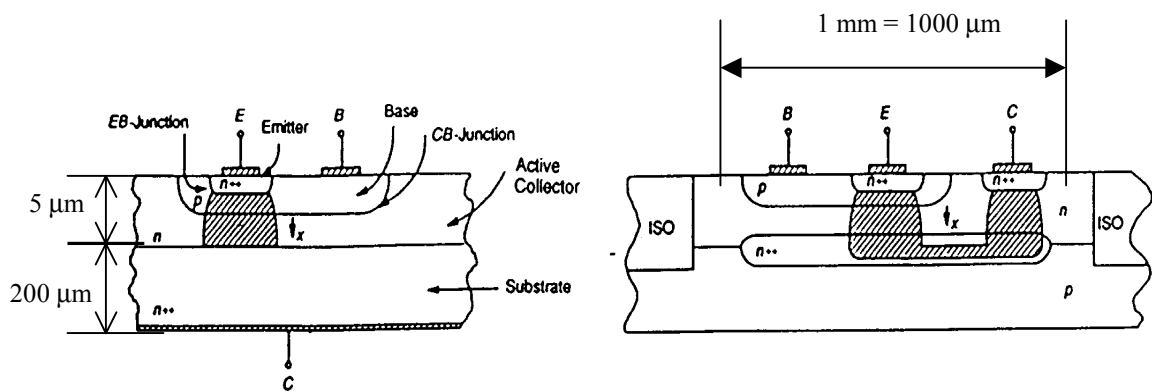 1 mm = 1000 μm
EB-Junction
E
Emitter
B
Base
CB-Junction
Active
Collector
n++
p
5 μm
n
x
200 μm
n++
Substrate
C
B
E
C
n++
n++
p
x
n
ISO
ISO
n++
p